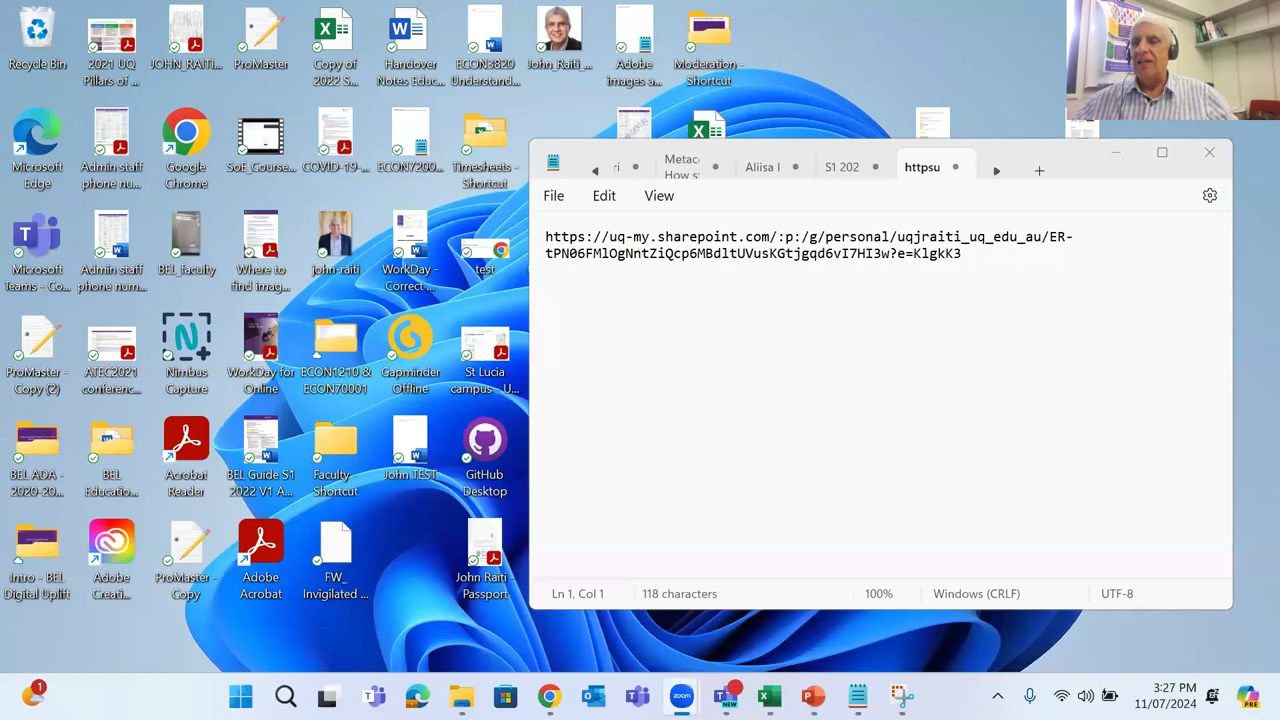 Recycle Bin
2021 UQ
Pillars of ...
JOHN_RAITI...
ProMaster
Copy of
2022 S...
Handover
Notes Educ...
ECON3820
Understand...
John_Raiti_...
Adobe
images a...
Moderation -
Shortcut
Microsoft
Edge
Admin staff
phone nu...
Google
Chrome
SoE_Course...
COVID-19-...
ECON7200...
Timesheets -
Shortcut
Microsoft
Teams - Co...
Admin staff
phone num...
BEL_faculty
Where to
find imag...
john-raiti
WorkDay -
Correct ...
test
ProMaster -
Copy (2)
ATEC2021
conferenc...
Nimbus
Capture
WorkDay for
Online
ECON1210 &
ECON70001
Gapminder
Offline
St Lucia
campus - U...
BEL ADA -
2020-20...
BEL
Educatio...
Acrobat
Reader
BEL Guide S1
2022 V1 A...
Faculty -
Shortcut
John TEST
GitHub
Desktop
Intro - BEL
Digital Uplift
Adobe
Creati...
ProMaster -
Copy
Adobe
Acrobat
FW_
Invigilated ...
John Raiti -
Passport
Metac
How s
Aliisa I
S1 202
httpsu
File Edit View
https://uq-my.sharepoint.com/:p:/g/personal/uqjraiti_uq_edu_au/ER-
tPN06FMlOgNntZiQcp6MBdltUVusKGtjgqd6vI7HI3w?e=KlgkK3
Ln 1, Col 1 118 characters 100% Windows (CRLF) UTF-8
1
zoom
NEW
3:27 PM
11/07/2024
PRE